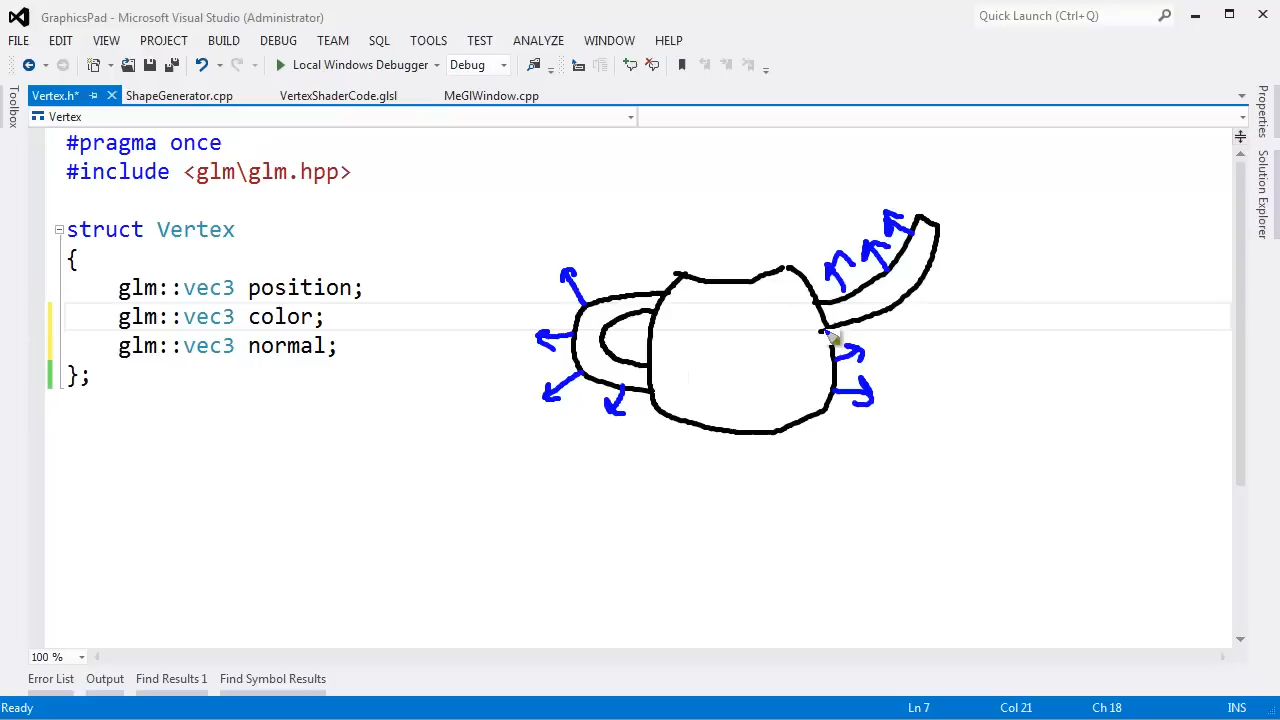 GraphicsPad - Microsoft Visual Studio (Administrator)
Quick Launch (Ctrl+Q)
FILE EDIT VIEW PROJECT BUILD DEBUG TEAM SQL TOOLS TEST ANALYZE WINDOW HELP
Local Windows Debugger Debug
Toolbox
Vertex.h* ShapeGenerator.cpp VertexShaderCode.glsl MeGlWindow.cpp
Properties
Solution Explorer
Vertex
#pragma once
#include <glm\glm.hpp>
struct Vertex
{
glm::vec3 position;
glm::vec3 color;
glm::vec3 normal;
};
100 %
Error List Output Find Results 1 Find Symbol Results
Ready Ln 7 Col 21 Ch 18 INS